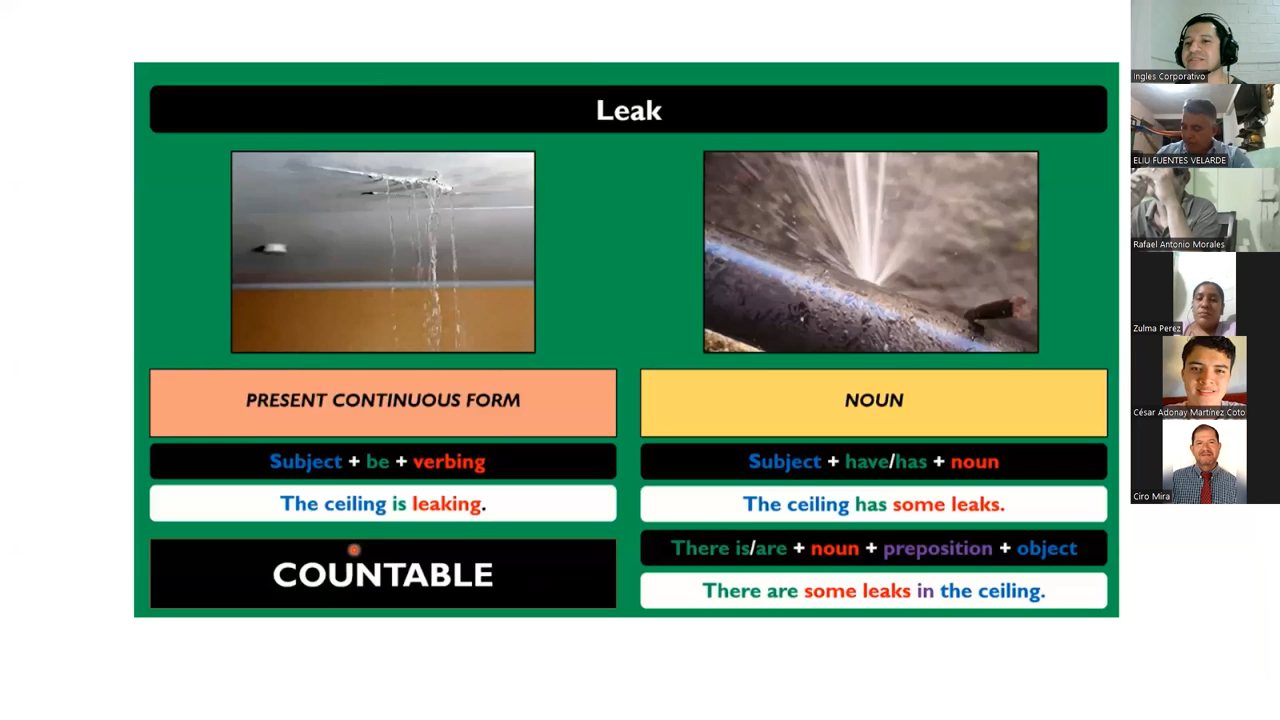 Leak
PRESENT CONTINUOUS FORM
Subject + be + verbing
The ceiling is leaking.
COUNTABLE
NOUN
Subject + have/has + noun
The ceiling has some leaks.
There is/are + noun + preposition + object
There are some leaks in the ceiling.
Ingles Corporativo
ELIU FUENTES VELARDE
Rafael Antonio Morales
Zulma Perez
César Adonay Martínez Coto
Ciro Mira